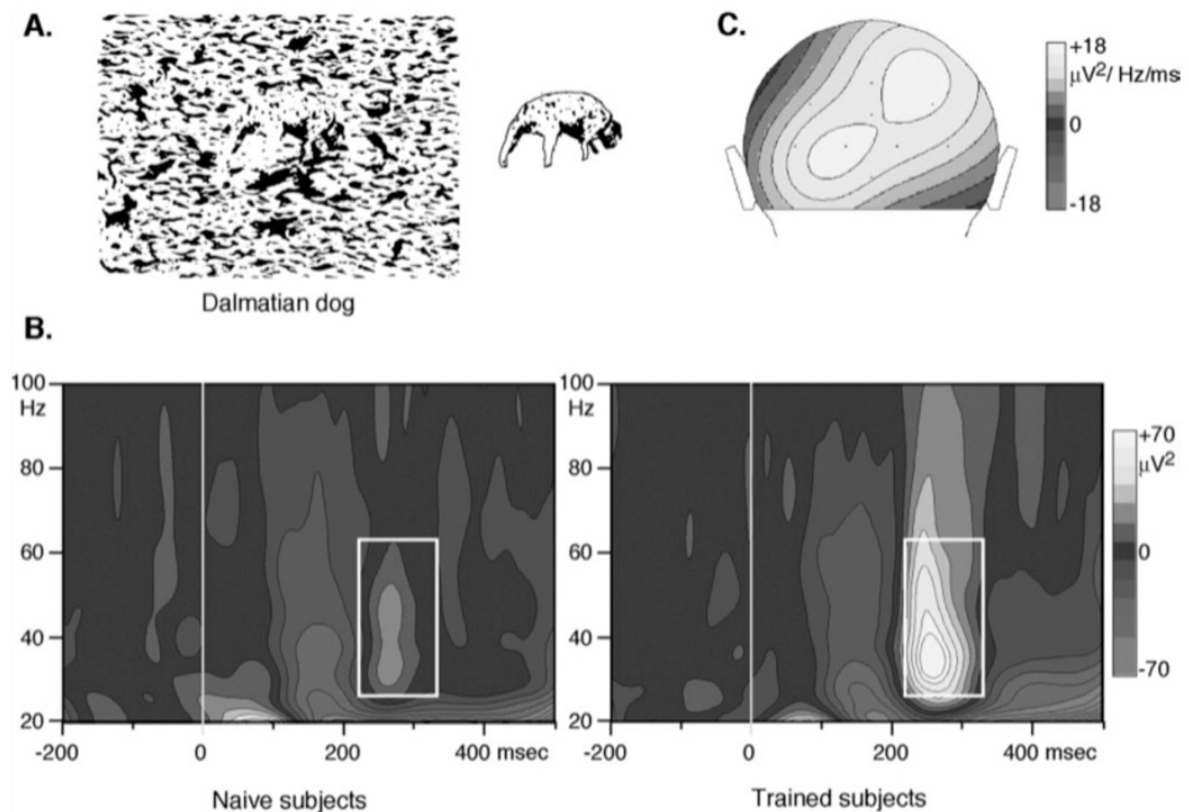 A.
Dalmatian dog
C.
+18
μV²/ Hz/ms
0
-18
B.
100
Hz
80
60
40
20
-200
0
200
400 msec
Naive subjects
100
Hz
80
60
40
20
-200
0
200
400 msec
Trained subjects
+70
μV²
0
-70